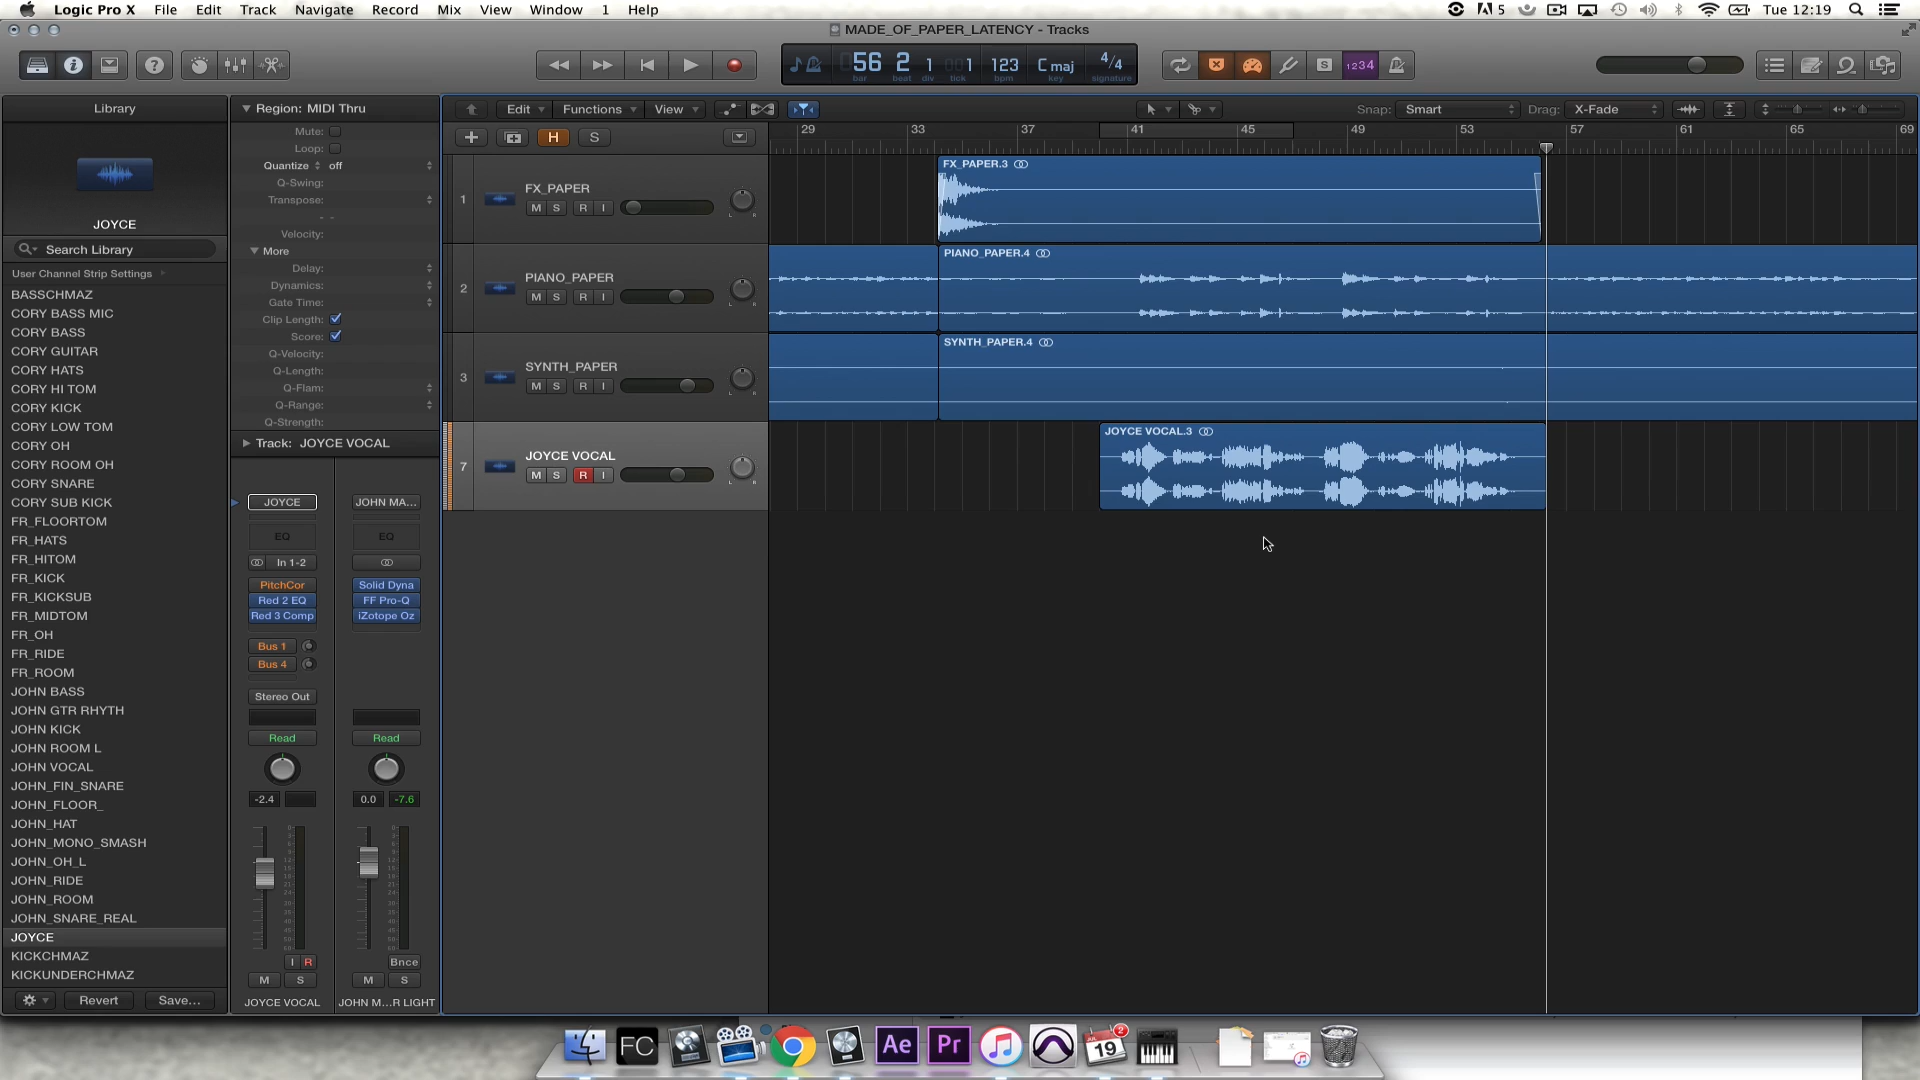 Logic Pro X File Edit Track Navigate Record Mix View Window 1 Help
5 Tue 12:19
MADE_OF_PAPER_LATENCY - Tracks
56 2 1 1 123 C maj 4/4
bar beat div tick bpm key signature
1234
Library
JOYCE
Search Library
User Channel Strip Settings
BASSCHMAZ
CORY BASS MIC
CORY BASS
CORY GUITAR
CORY HATS
CORY HI TOM
CORY KICK
CORY LOW TOM
CORY OH
CORY ROOM OH
CORY SNARE
CORY SUB KICK
FR_FLOORTOM
FR_HATS
FR_HITOM
FR_KICK
FR_KICKSUB
FR_MIDTOM
FR_OH
FR_RIDE
FR_ROOM
JOHN BASS
JOHN GTR RHYTH
JOHN KICK
JOHN ROOM L
JOHN VOCAL
JOHN_FIN_SNARE
JOHN_FLOOR_
JOHN_HAT
JOHN_MONO_SMASH
JOHN_OH_L
JOHN_RIDE
JOHN_ROOM
JOHN_SNARE_REAL
JOYCE
KICKCHMAZ
KICKUNDERCHMAZ
Revert Save...
Region: MIDI Thru
Mute:
Loop:
Quantize off
Q-Swing:
Transpose:
Velocity:
More
Delay:
Dynamics:
Gate Time:
Clip Length:
Score:
Q-Velocity:
Q-Length:
Q-Flam:
Q-Range:
Q-Strength:
Track: JOYCE VOCAL
JOYCE JOHN MA...
EQ EQ
In 1-2
PitchCor Solid Dyna
Red 2 EQ FF Pro-Q
Red 3 Comp iZotope Oz
Bus 1
Bus 4
Stereo Out
Read Read
-2.4 0.0 -7.6
I R Bnce
M S M S
JOYCE VOCAL JOHN M...R LIGHT
Edit Functions View Snap: Smart Drag: X-Fade
H S
29 33 37 41 45 49 53 57 61 65 69
1 FX_PAPER
M S R I
L R
2 PIANO_PAPER
M S R I
L R
3 SYNTH_PAPER
M S R I
L R
7 JOYCE VOCAL
M S R I
L R
FX_PAPER.3
PIANO_PAPER.4
SYNTH_PAPER.4
JOYCE VOCAL.3
FC Ae Pr JUL 19 2